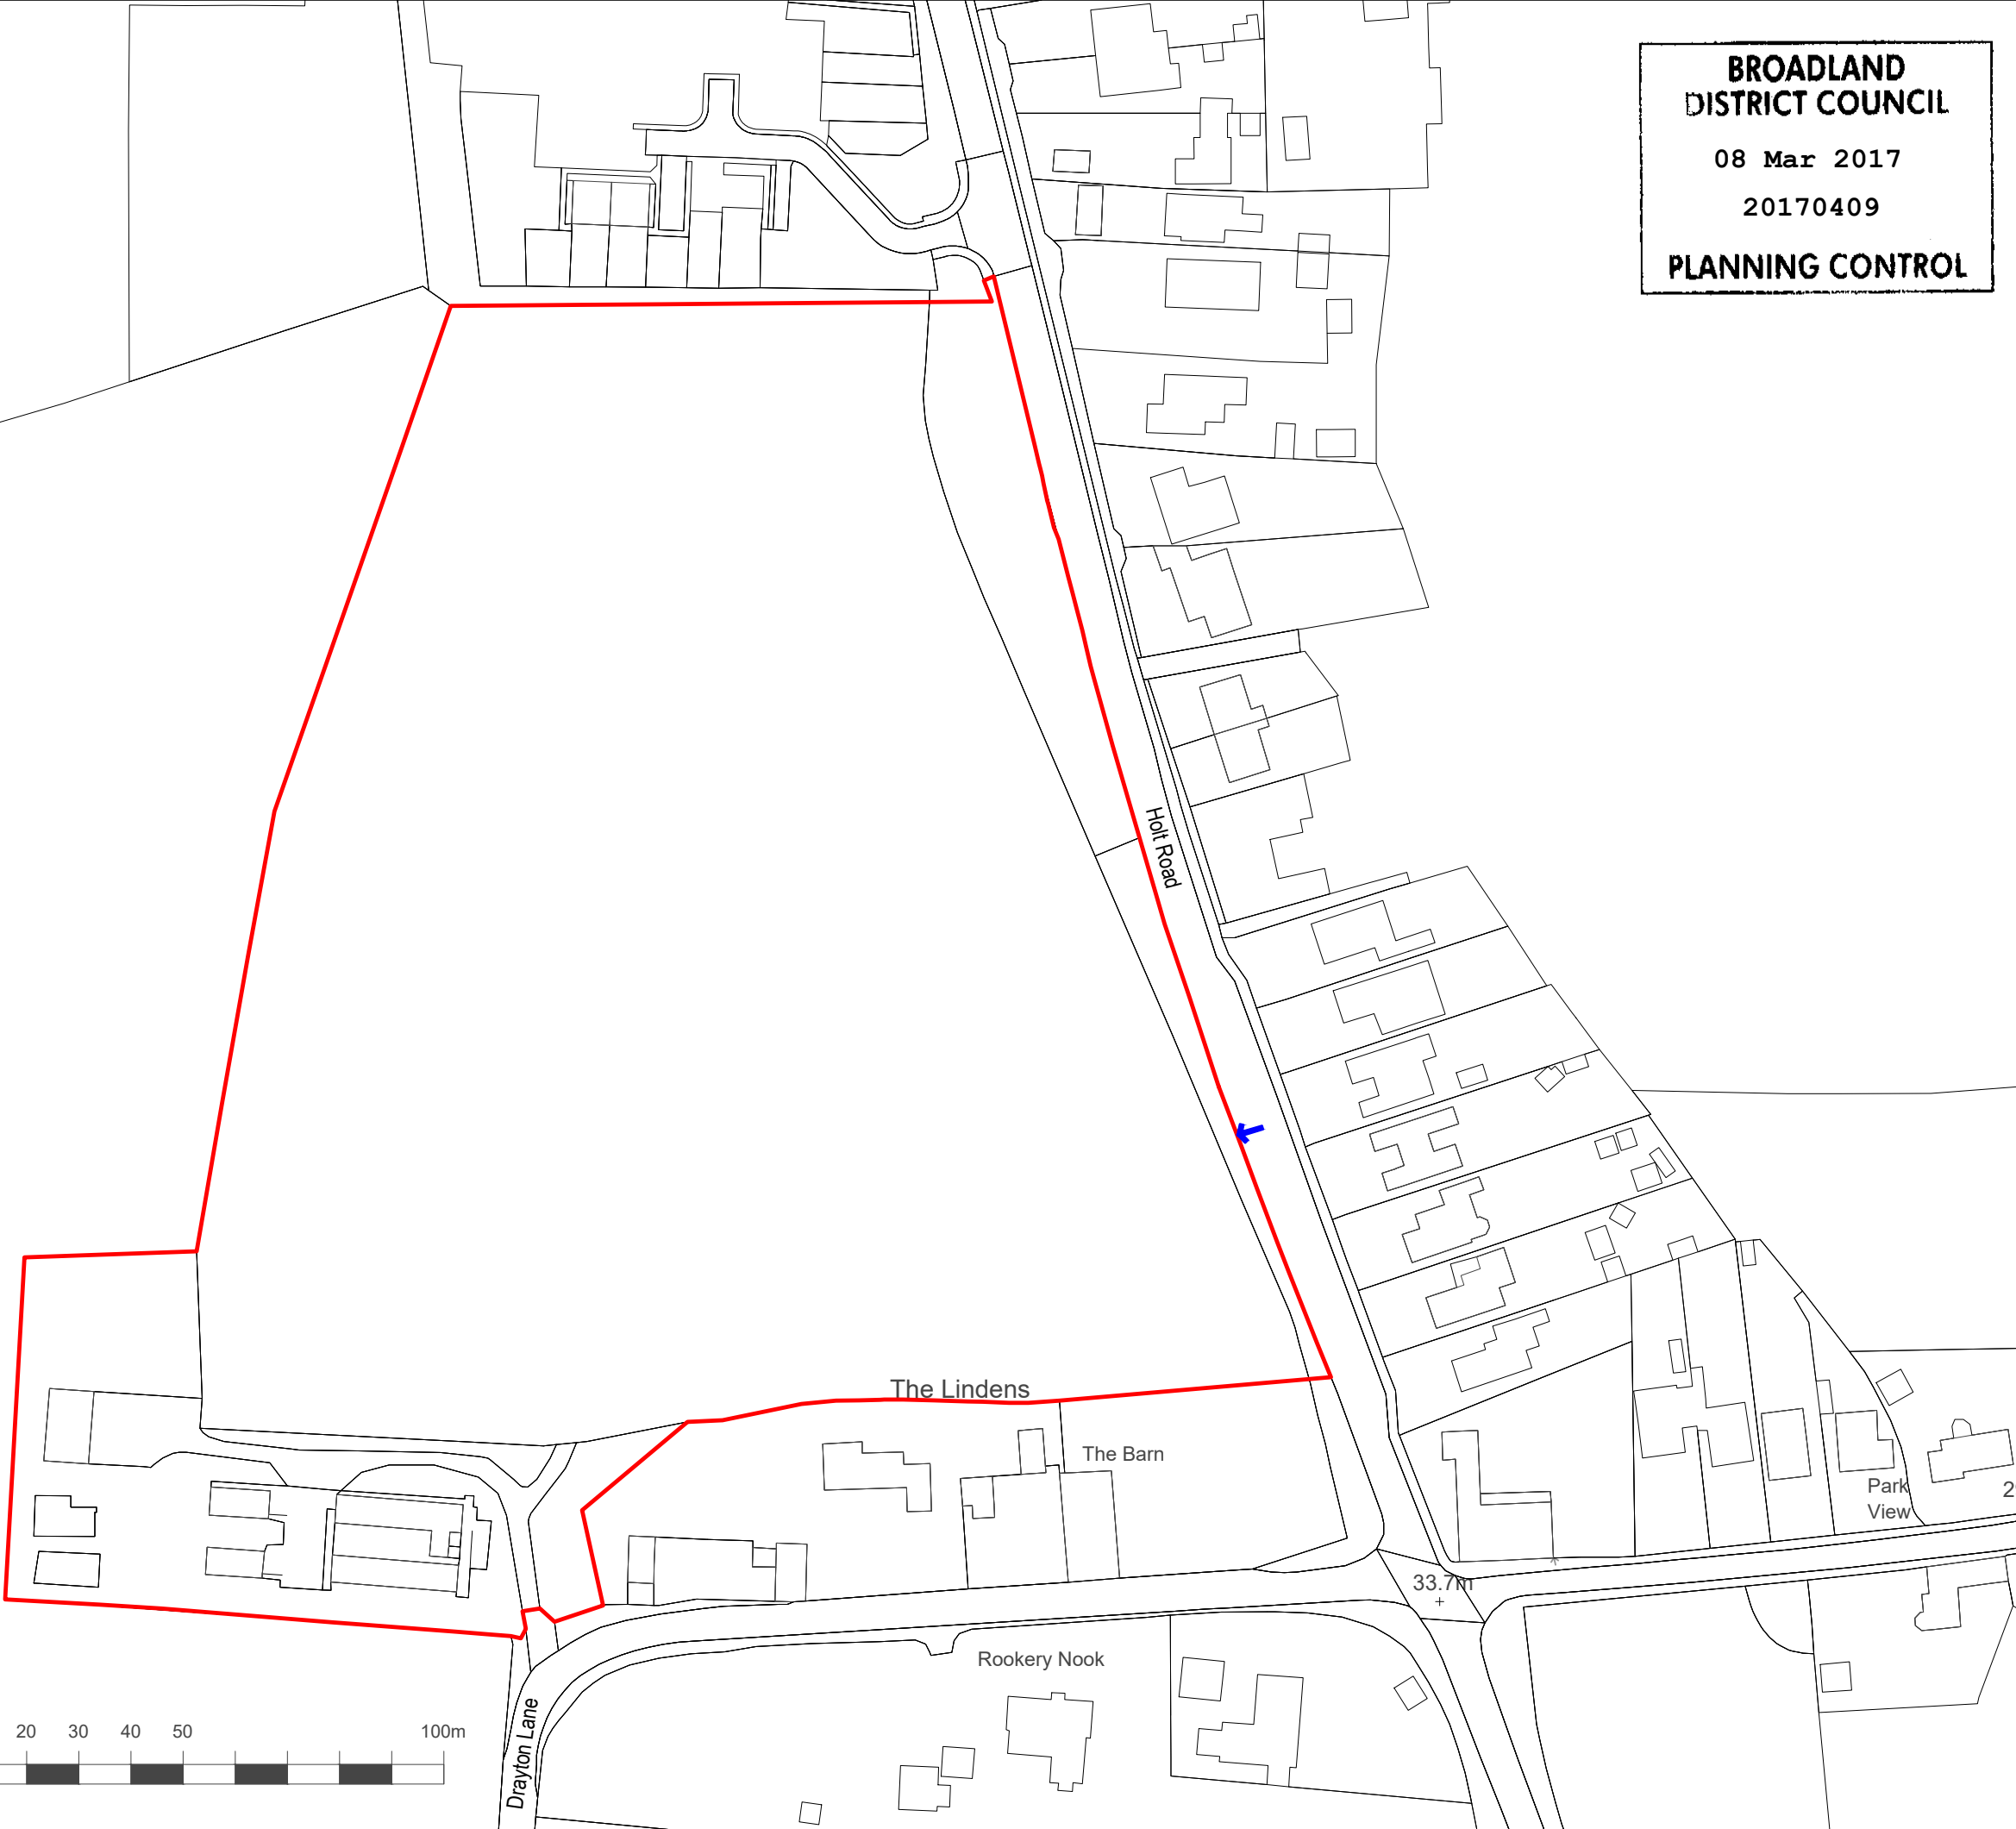 BROADLAND
DISTRICT COUNCIL
08 Mar 2017
20170409
PLANNING CONTROL
Holt Road
The Lindens
The Barn
Park
View
2
33.7m
Rookery Nook
Drayton Lane
20 30 40 50 100m